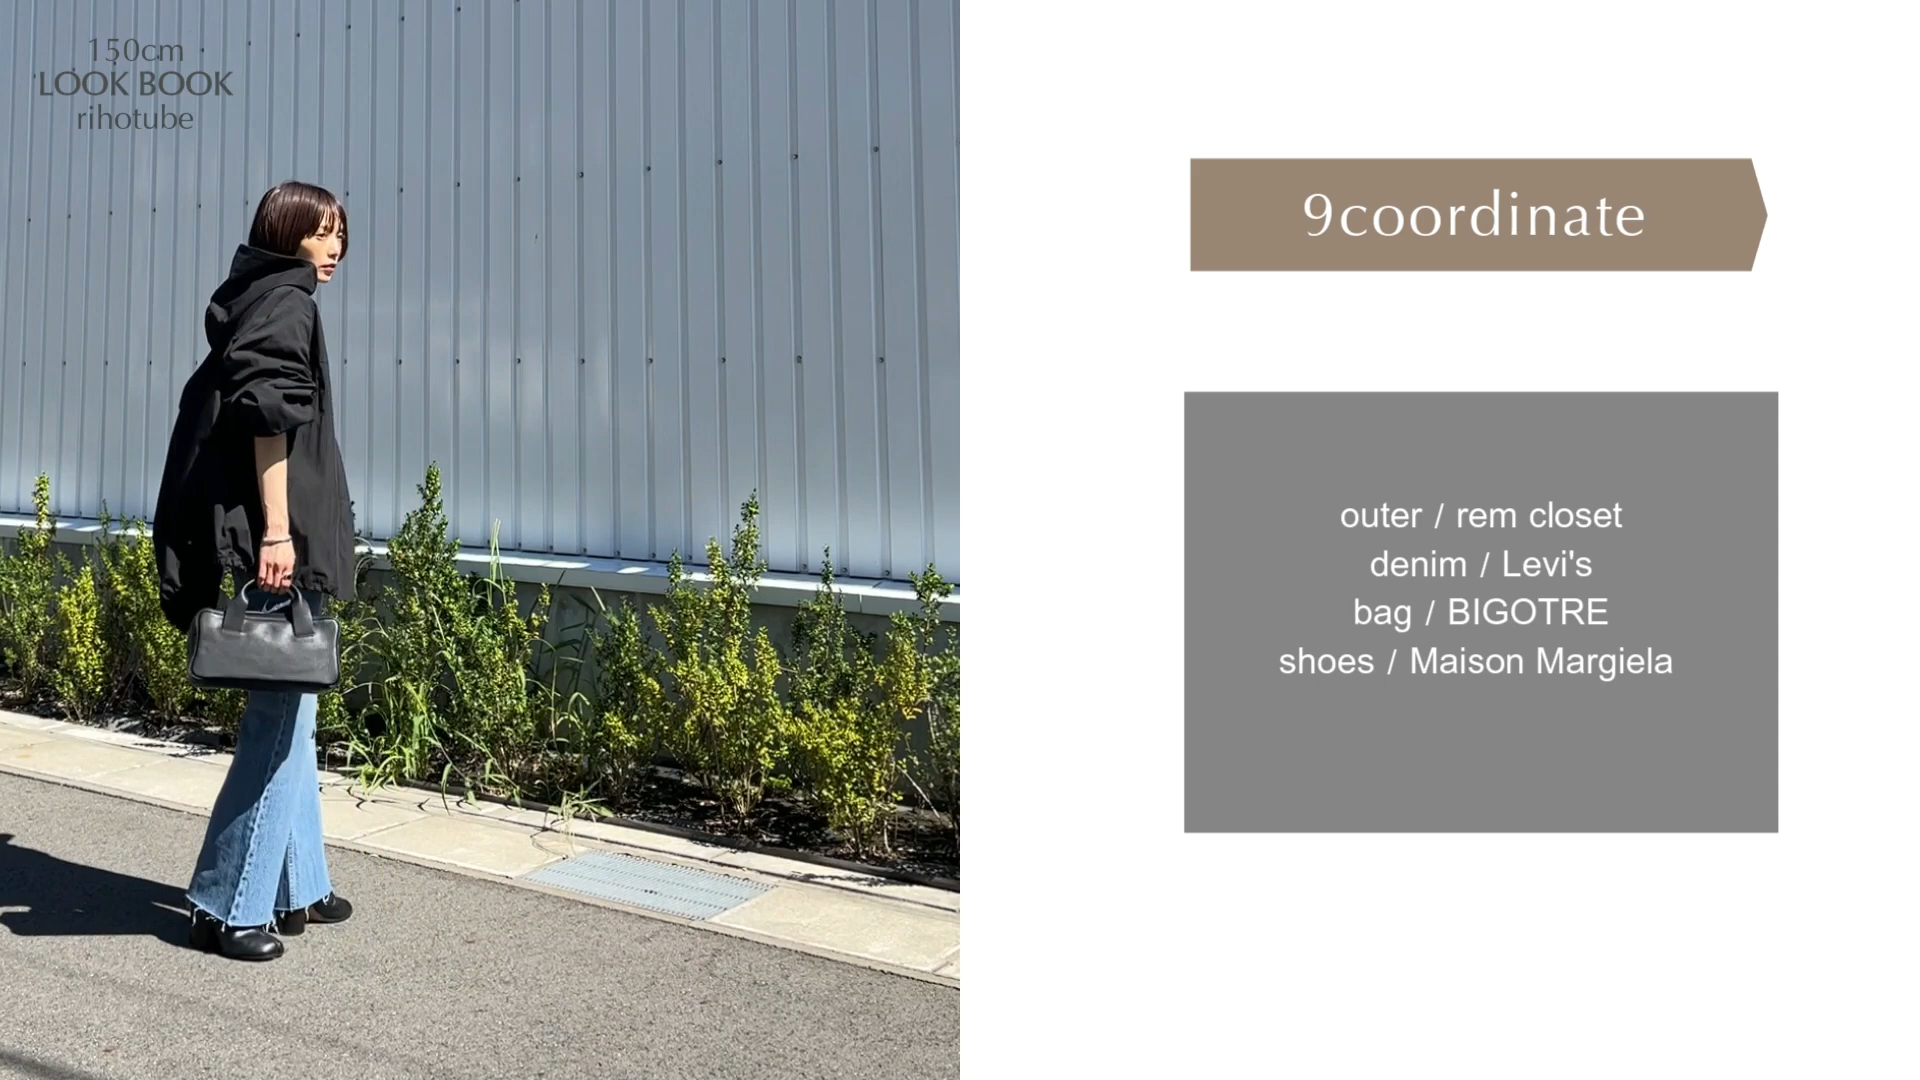 150cm
LOOK BOOK
rihotube
9coordinate
outer / rem closet
denim / Levi's
bag / BIGOTRE
shoes / Maison Margiela